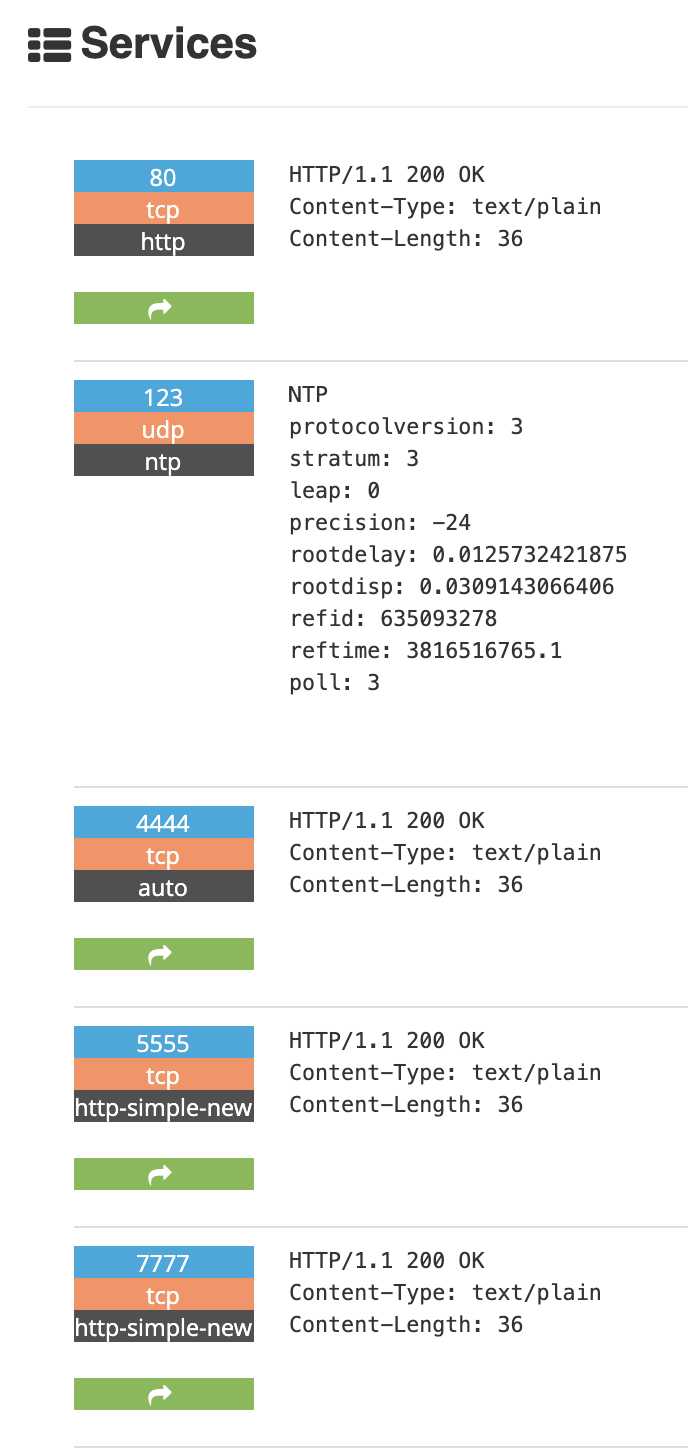 Services
80
tcp
http
HTTP/1.1 200 OK
Content-Type: text/plain
Content-Length: 36
123
udp
ntp
NTP
protocolversion: 3
stratum: 3
leap: 0
precision: -24
rootdelay: 0.0125732421875
rootdisp: 0.0309143066406
refid: 635093278
reftime: 3816516765.1
poll: 3
4444
tcp
auto
HTTP/1.1 200 OK
Content-Type: text/plain
Content-Length: 36
5555
tcp
http-simple-new
HTTP/1.1 200 OK
Content-Type: text/plain
Content-Length: 36
7777
tcp
http-simple-new
HTTP/1.1 200 OK
Content-Type: text/plain
Content-Length: 36